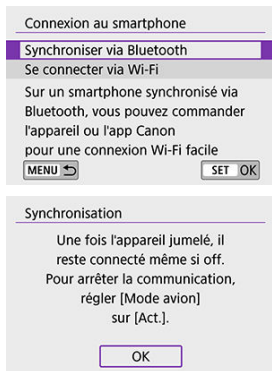 Connexion au smartphone
Synchroniser via Bluetooth
Se connecter via Wi-Fi
Sur un smartphone synchronisé via
Bluetooth, vous pouvez commander
l'appareil ou l'app Canon
pour une connexion Wi-Fi facile
MENU SET OK
Synchronisation
Une fois l'appareil jumelé, il
reste connecté même si off.
Pour arrêter la communication,
régler [Mode avion]
sur [Act.].
OK